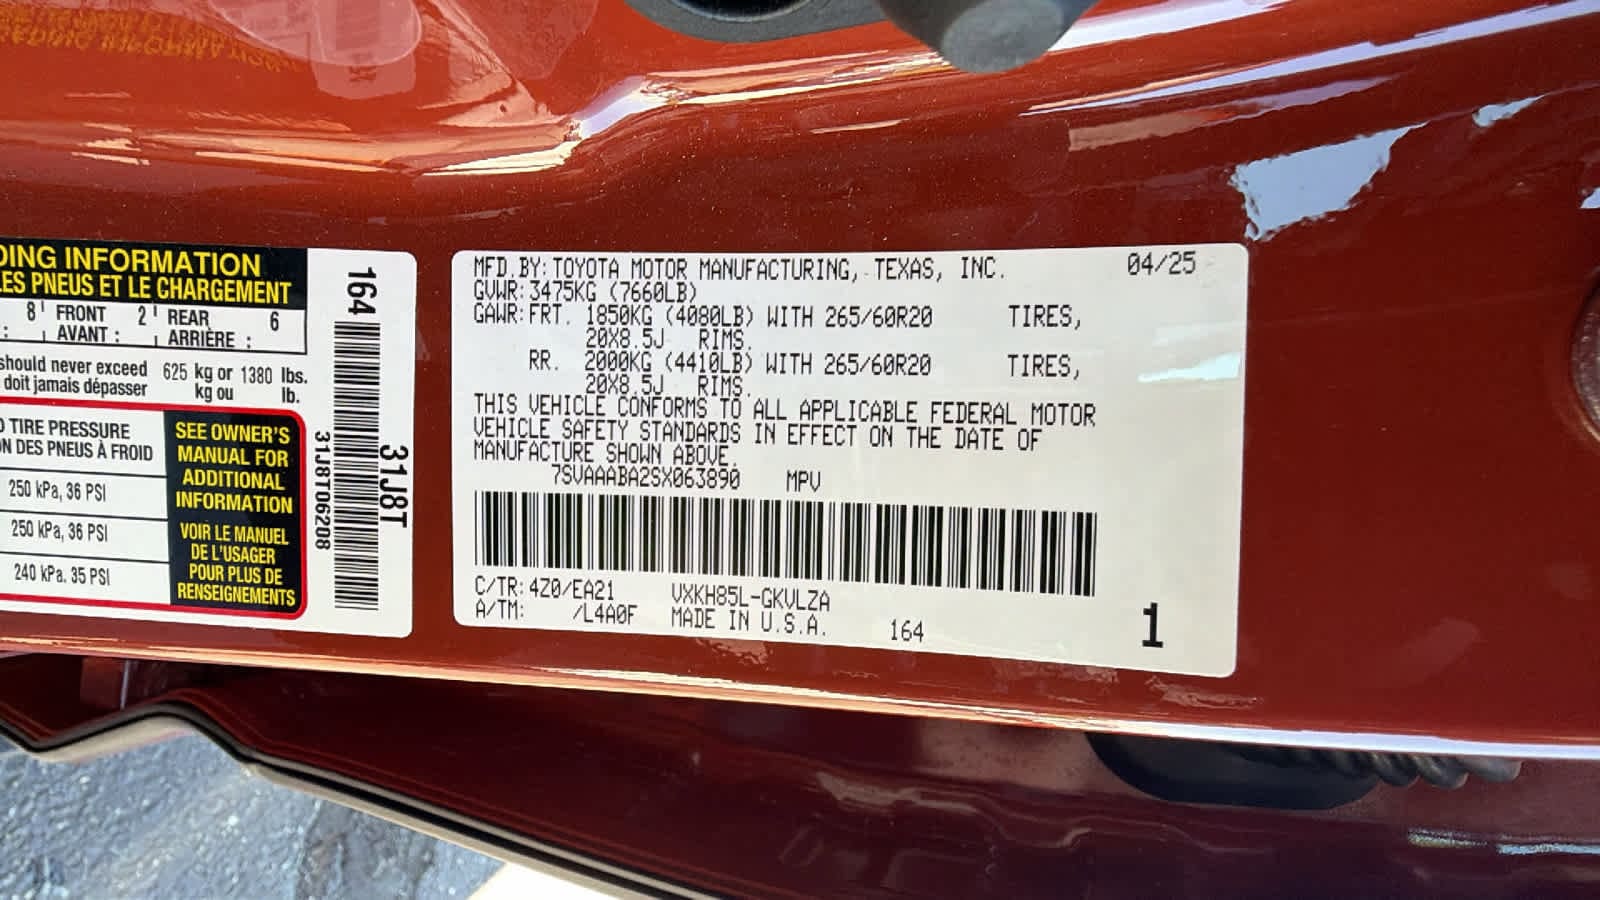 DING INFORMATION
LES PNEUS ET LE CHARGEMENT
8 FRONT 2 REAR 6
: AVANT : ARRIÈRE :
should never exceed 625 kg or 1380 lbs.
doit jamais dépasser kg ou lb.
TIRE PRESSURE
ON DES PNEUS À FROID
250 kPa, 36 PSI
250 kPa, 36 PSI
240 kPa. 35 PSI
SEE OWNER'S
MANUAL FOR
ADDITIONAL
INFORMATION
VOIR LE MANUEL
DE L'USAGER
POUR PLUS DE
RENSEIGNEMENTS
164
31J8T
31J8T06208
MFD.BY:TOYOTA MOTOR MANUFACTURING, TEXAS, INC. 04/25
GVWR:3475KG (7660LB)
GAWR:FRT. 1850KG (4080LB) WITH 265/60R20 TIRES,
20X8.5J RIMS.
RR. 2000KG (4410LB) WITH 265/60R20 TIRES,
20X8.5J RIMS.
THIS VEHICLE CONFORMS TO ALL APPLICABLE FEDERAL MOTOR
VEHICLE SAFETY STANDARDS IN EFFECT ON THE DATE OF
MANUFACTURE SHOWN ABOVE.
7SVAAABA2SX063890 MPV
C/TR:4Z0/EA21 VXKH85L-GKVLZA
A/TM: /L4A0F MADE IN U.S.A. 164
1